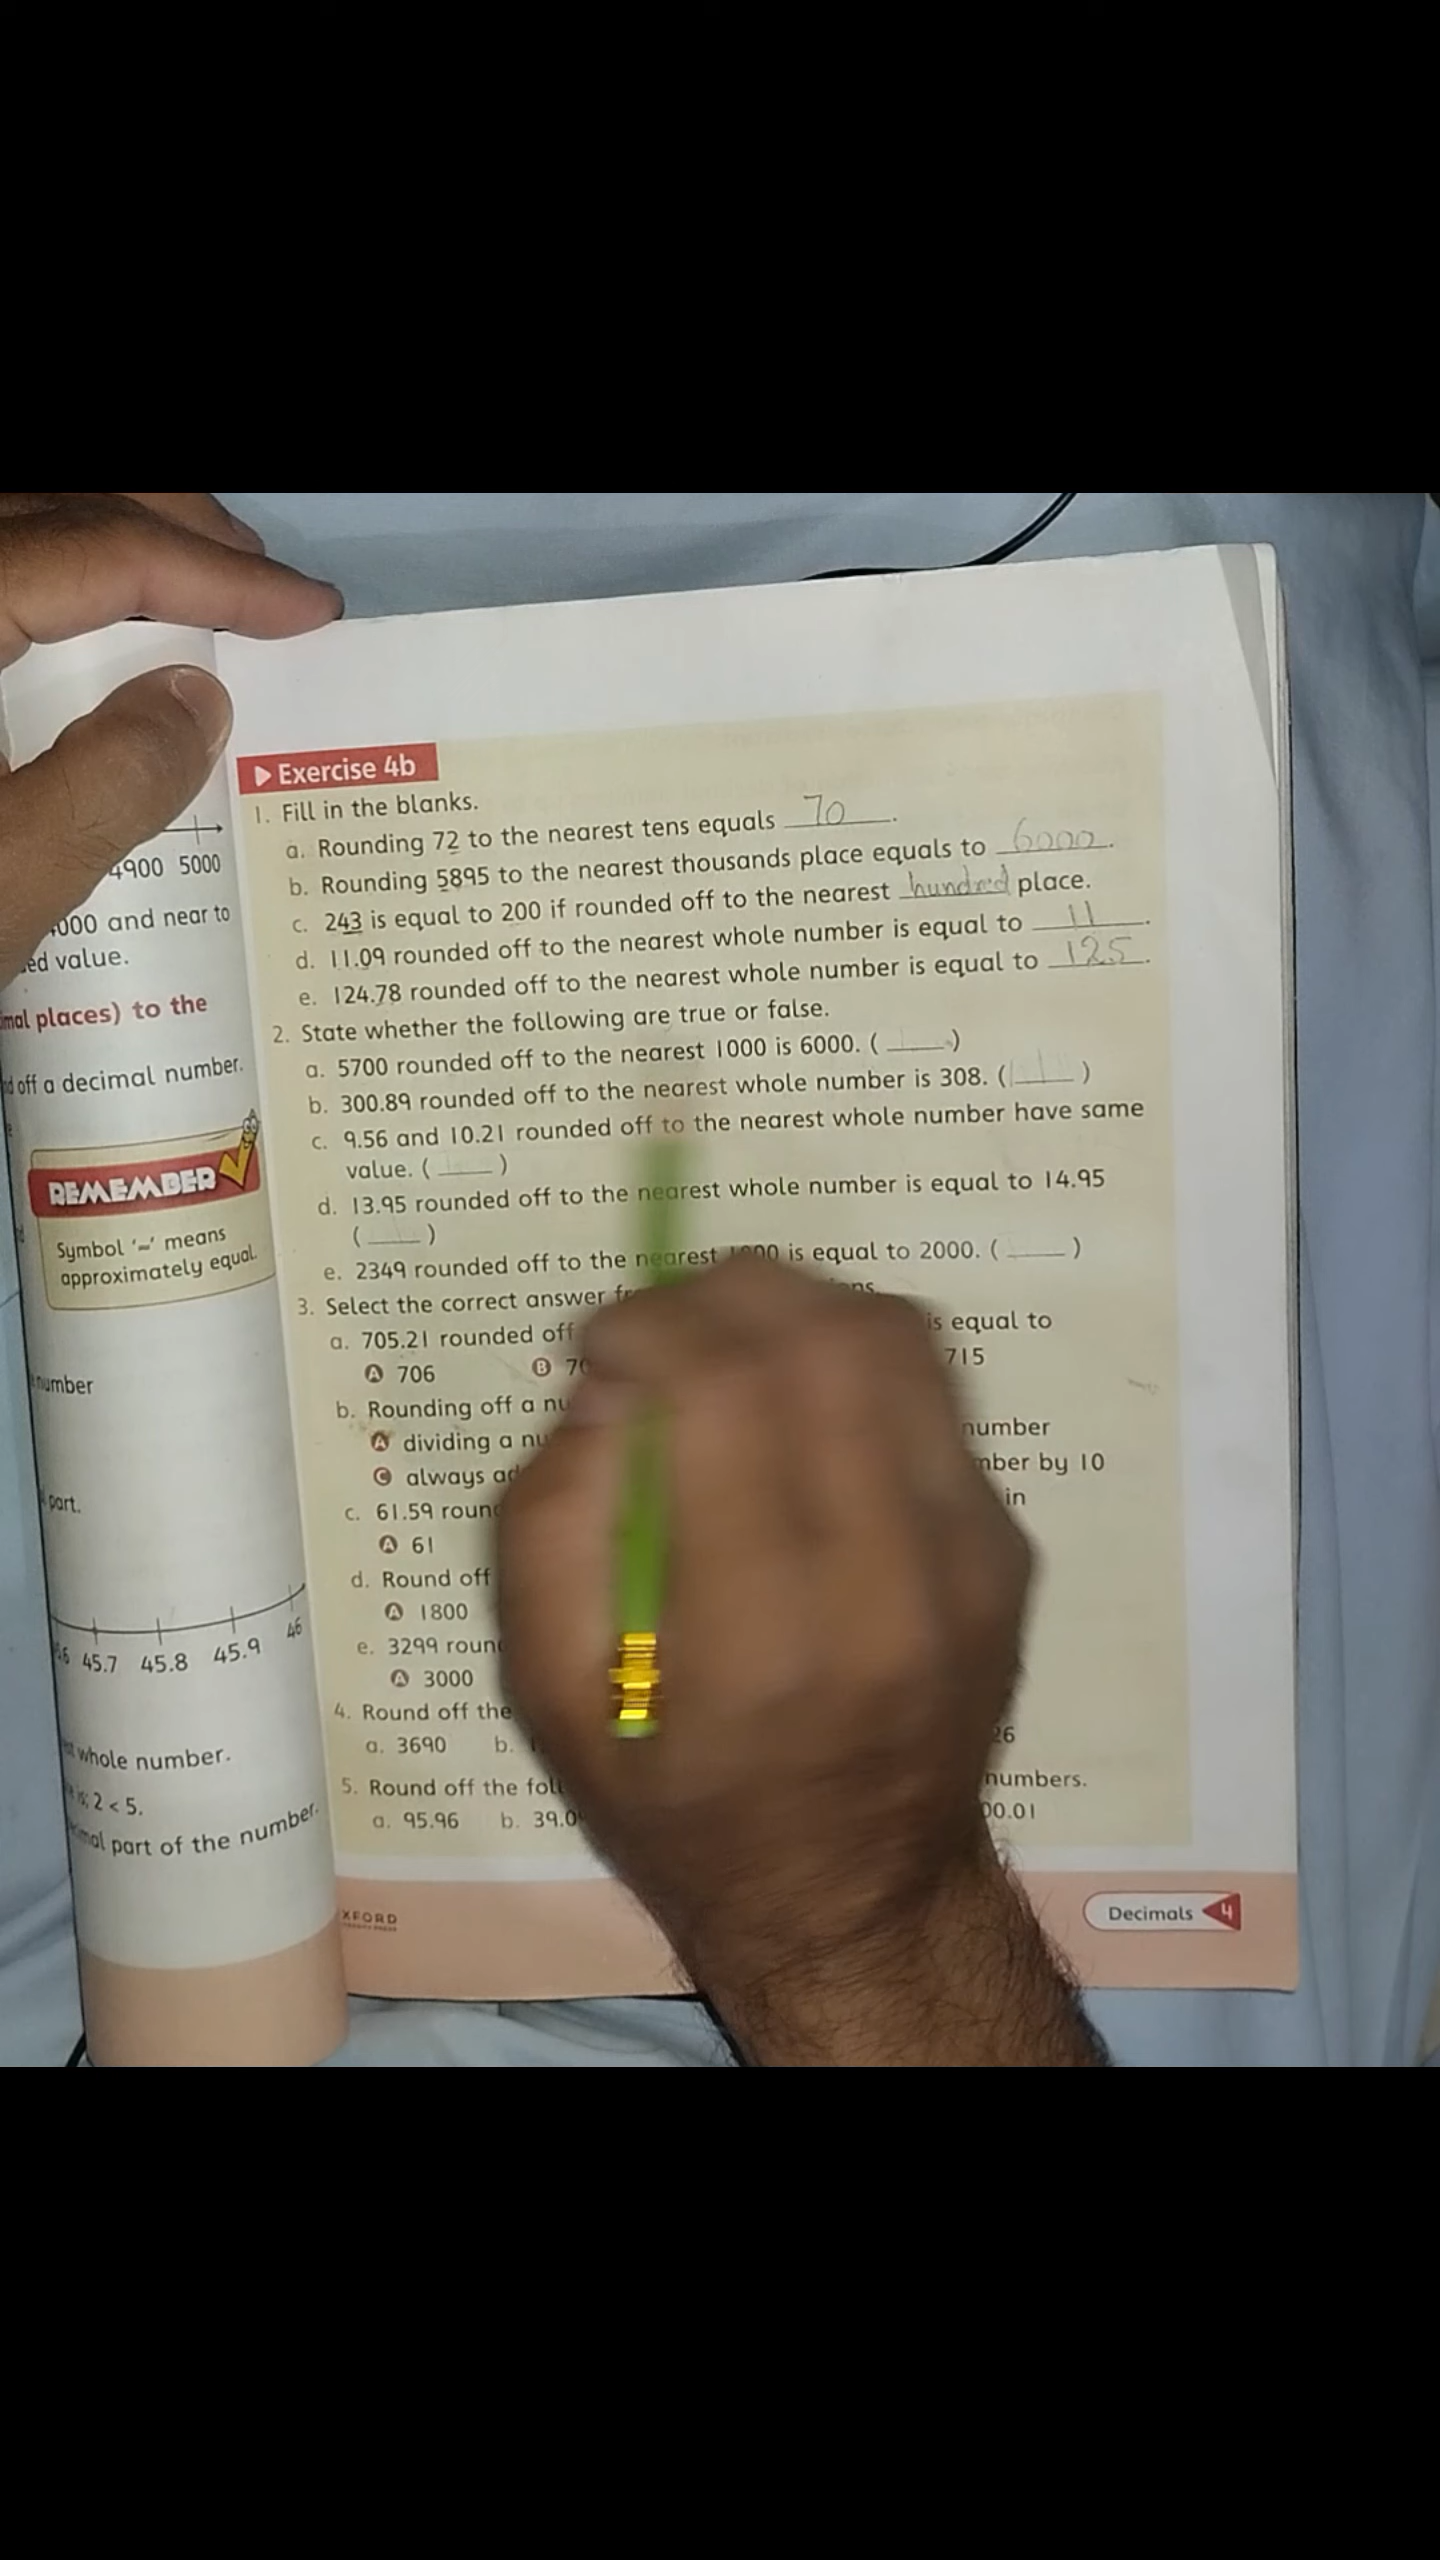 4900 5000
000 and near to
ed value.
mal places) to the
d off a decimal number.
REMEMBER
Symbol '=' means
approximately equal.
number
part.
45.7 45.8 45.9 46
whole number.
is; 2 < 5.
part of the number.
Exercise 4b
1. Fill in the blanks.
a. Rounding 72 to the nearest tens equals 70.
b. Rounding 5895 to the nearest thousands place equals to 6000.
c. 243 is equal to 200 if rounded off to the nearest hundred place.
d. 11.09 rounded off to the nearest whole number is equal to 11.
e. 124.78 rounded off to the nearest whole number is equal to 125.
2. State whether the following are true or false.
a. 5700 rounded off to the nearest 1000 is 6000. (____)
b. 300.89 rounded off to the nearest whole number is 308. (____)
c. 9.56 and 10.21 rounded off to the nearest whole number have same
value. (____)
d. 13.95 rounded off to the nearest whole number is equal to 14.95
(____)
e. 2349 rounded off to the nearest 1000 is equal to 2000. (____)
3. Select the correct answer
a. 705.21 rounded off is equal to
A 706 B 715
b. Rounding off a number
A dividing a
C always by 10
c. 61.59 in
A 61
d. Round off
A 1800
e. 3299
A 3000
4. Round off the
a. 3690 b. 26
5. Round off the numbers.
a. 95.96 b. 39.0 00.01
XFORD
Decimals 4